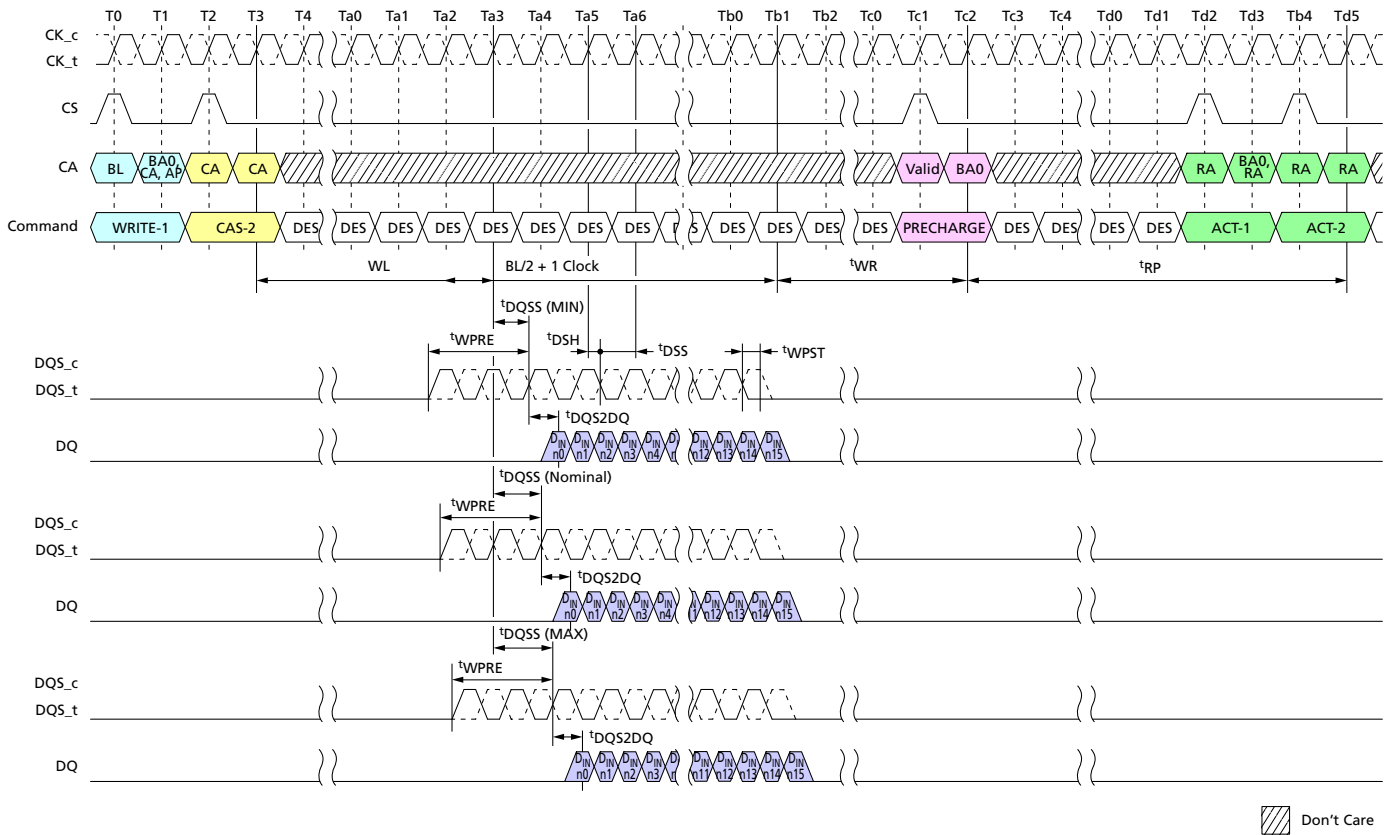 T0 T1 T2 T3 T4 Ta0 Ta1 Ta2 Ta3 Ta4 Ta5 Ta6 Tb0 Tb1 Tb2 Tc0 Tc1 Tc2 Tc3 Tc4 Td0 Td1 Td2 Td3 Tb4 Td5
CK_c
CK_t
CS
CA BL BA0, CA, AP CA CA Valid BA0 RA BA0, RA RA RA
Command WRITE-1 CAS-2 DES DES DES DES DES DES DES DES DES DES DES DES PRECHARGE DES DES DES DES ACT-1 ACT-2
WL BL/2 + 1 Clock tWR tRP
tDQSS (MIN)
tWPRE tDSH tDSS tWPST
DQS_c
DQS_t
tDQS2DQ
DQ DIN n0 DIN n1 DIN n2 DIN n3 DIN n4 DIN n12 DIN n13 DIN n14 DIN n15
tDQSS (Nominal)
tWPRE
DQS_c
DQS_t
tDQS2DQ
DQ DIN n0 DIN n1 DIN n2 DIN n3 DIN n4 DIN n12 DIN n13 DIN n14 DIN n15
tDQSS (MAX)
tWPRE
DQS_c
DQS_t
tDQS2DQ
DQ DIN n0 DIN n1 DIN n2 DIN n3 DIN n11 DIN n12 DIN n13 DIN n14 DIN n15
Don't Care